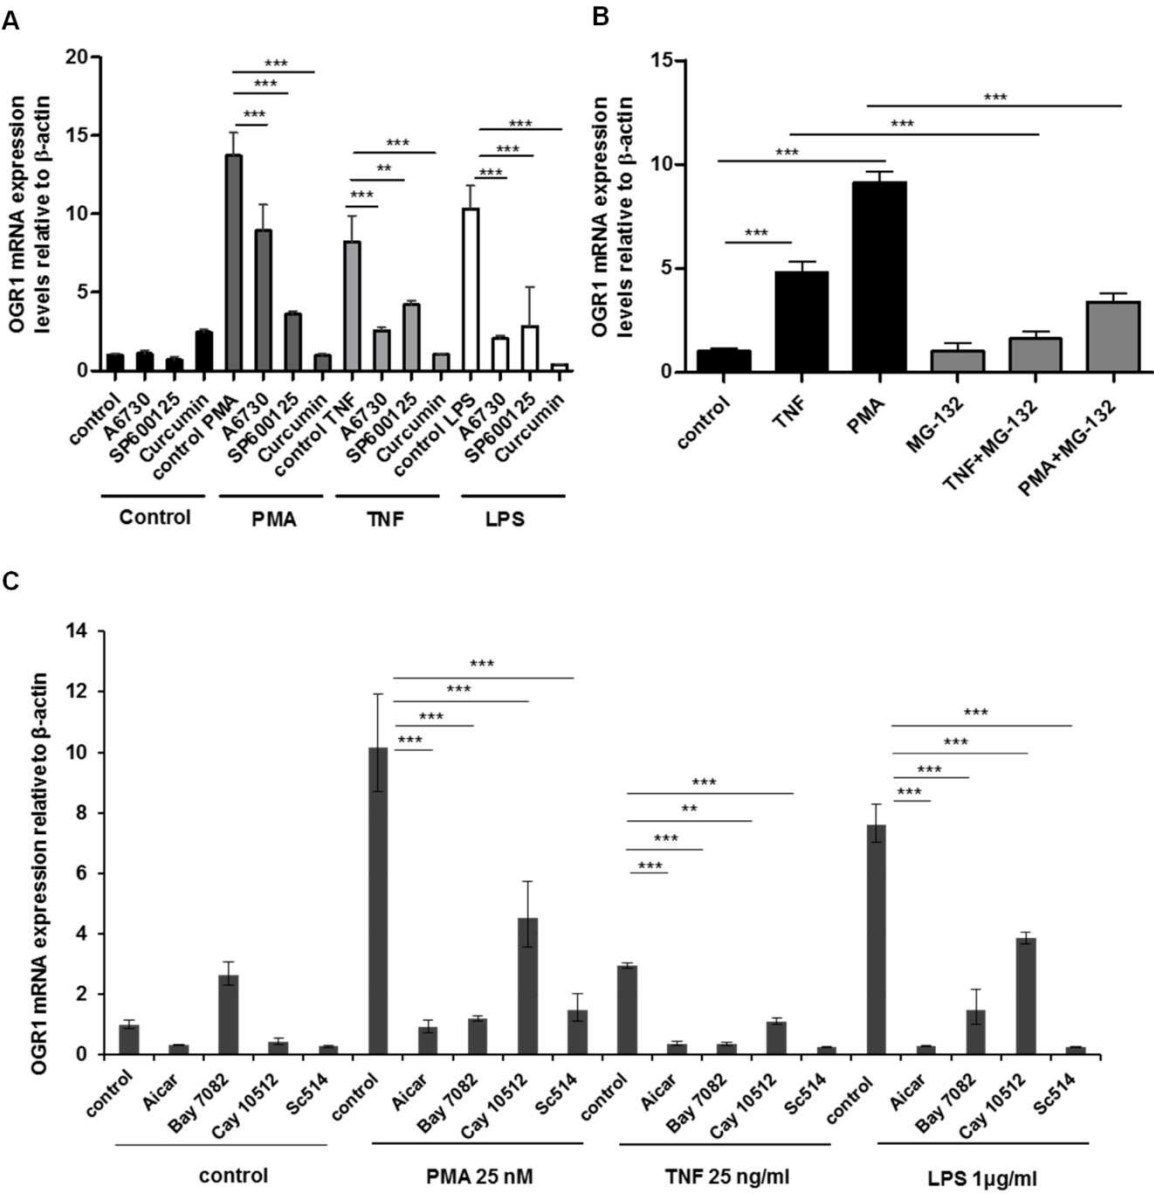 A
OGR1 mRNA expression
levels relative to β-actin
20
15
10
5
0
***
***
***
***
**
***
***
***
***
control
A6730
SP600125
Curcumin
control PMA
A6730
SP600125
Curcumin
control TNF
A6730
SP600125
Curcumin
control LPS
A6730
SP600125
Curcumin
Control
PMA
TNF
LPS
B
OGR1 mRNA expression
levels relative to β-actin
15
10
5
0
***
***
***
***
control
TNF
PMA
MG-132
TNF+MG-132
PMA+MG-132
C
OGR1 mRNA expression relative to β-actin
14
12
10
8
6
4
2
0
***
***
***
***
***
**
***
***
***
***
***
***
control
Aicar
Bay 7082
Cay 10512
Sc514
control
Aicar
Bay 7082
Cay 10512
Sc514
control
Aicar
Bay 7082
Cay 10512
Sc514
control
Aicar
Bay 7082
Cay 10512
Sc514
control
PMA 25 nM
TNF 25 ng/ml
LPS 1µg/ml